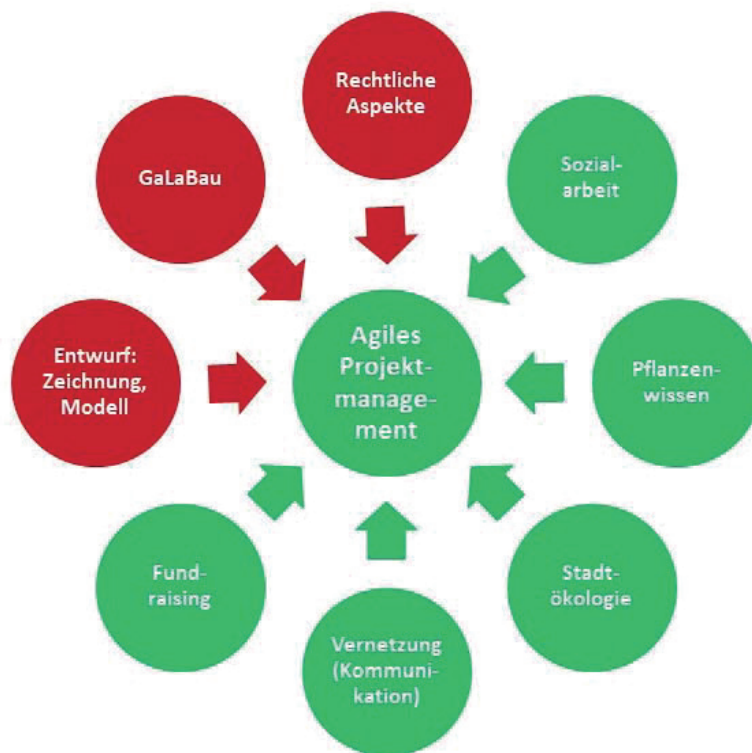 Rechtliche
Aspekte
Sozial-
arbeit
Pflanzen-
wissen
Stadt-
ökologie
Vernetzung
(Kommuni-
kation)
Fund-
raising
Entwurf:
Zeichnung,
Modell
GaLaBau
Agiles
Projekt-
manage-
ment